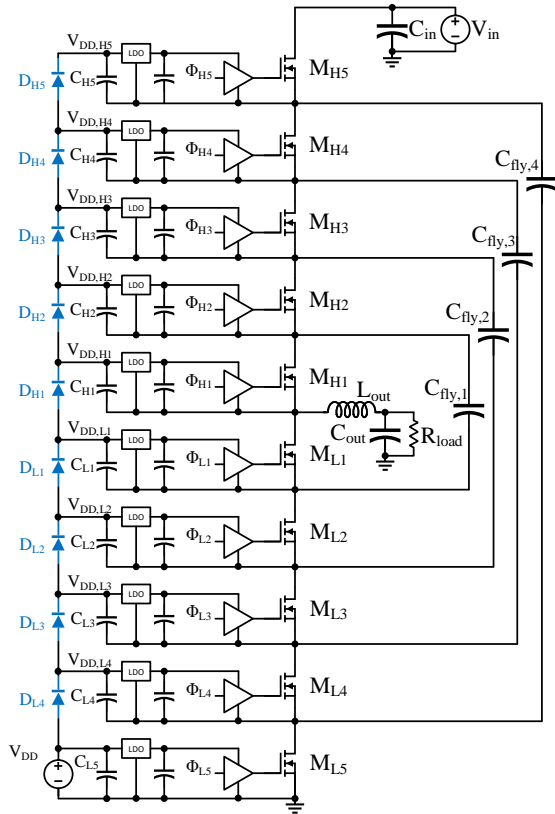 V_DD,H5 C_in V_in
D_H5 C_H5 LDO Φ_H5 M_H5
V_DD,H4
D_H4 C_H4 LDO Φ_H4 M_H4 C_fly,4
V_DD,H3
D_H3 C_H3 LDO Φ_H3 M_H3 C_fly,3
V_DD,H2
D_H2 C_H2 LDO Φ_H2 M_H2 C_fly,2
V_DD,H1
D_H1 C_H1 LDO Φ_H1 M_H1 L_out C_fly,1
V_DD,L1 C_out R_load
D_L1 C_L1 LDO Φ_L1 M_L1
V_DD,L2
D_L2 C_L2 LDO Φ_L2 M_L2
V_DD,L3
D_L3 C_L3 LDO Φ_L3 M_L3
V_DD,L4
D_L4 C_L4 LDO Φ_L4 M_L4
V_DD C_L5 LDO Φ_L5 M_L5